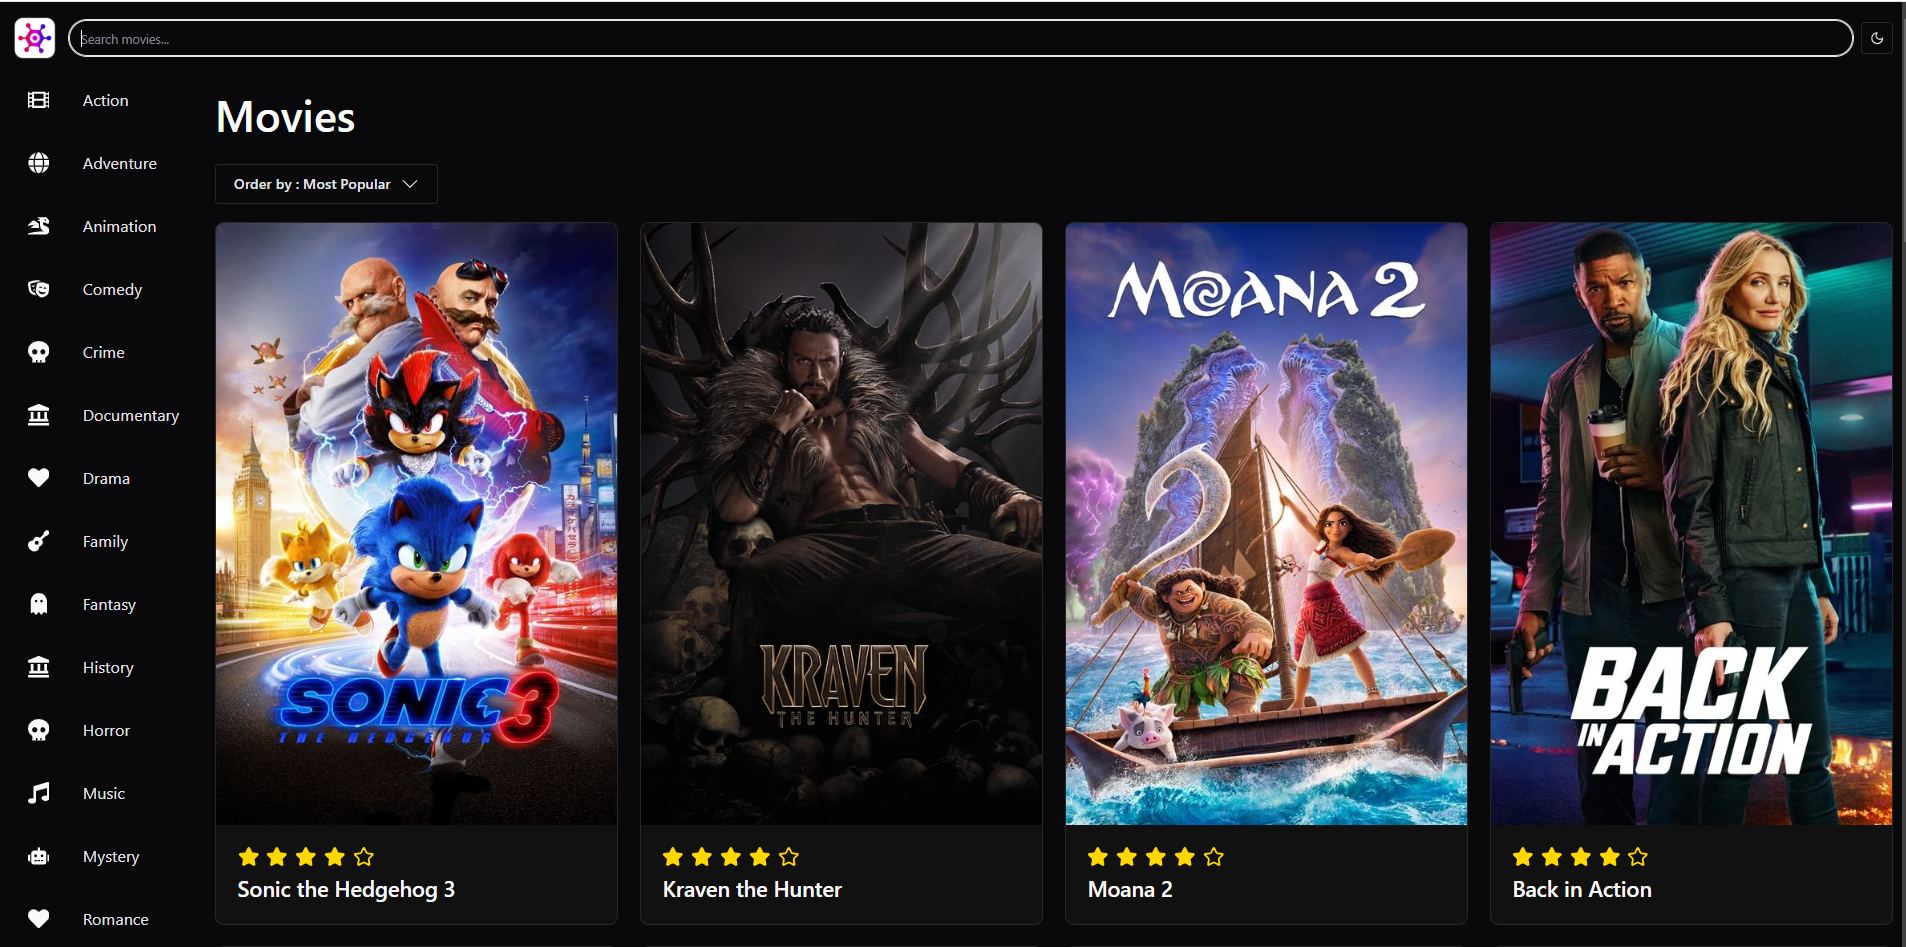 Search movies...
Action
Adventure
Animation
Comedy
Crime
Documentary
Drama
Family
Fantasy
History
Horror
Music
Mystery
Romance
Movies
Order by : Most Popular
SONIC 3
THE HEDGEHOG
Sonic the Hedgehog 3
KRAVEN
THE HUNTER
Kraven the Hunter
MOANA 2
Moana 2
BACK
IN ACTION
Back in Action